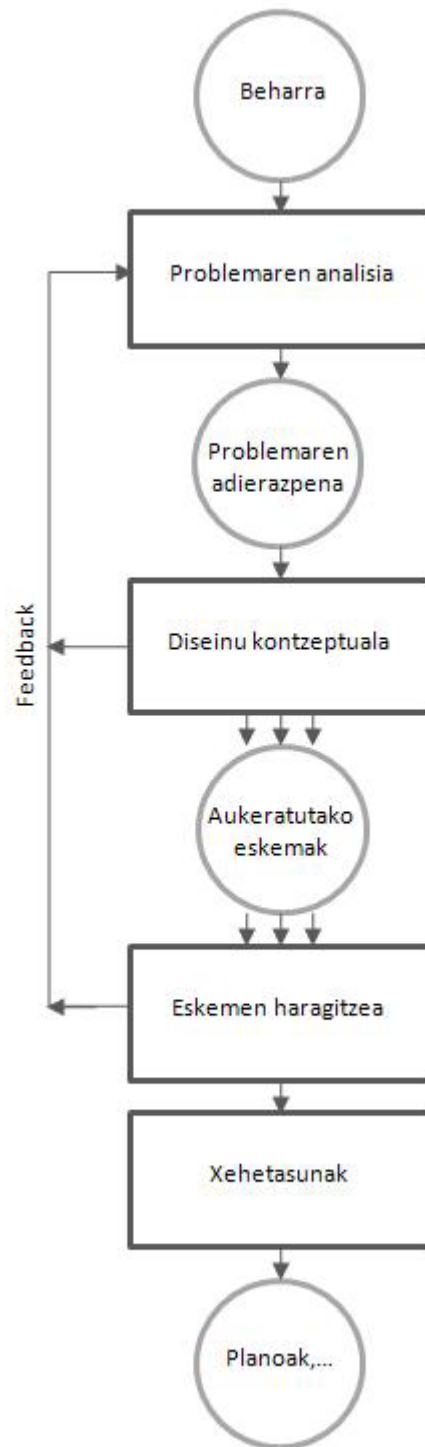 Beharra
Problemaren analisia
Problemaren
adierazpena
Feedback
Diseinu kontzeptuala
Aukeratutako
eskemak
Eskemen haragitzea
Xehetasunak
Planoak,...